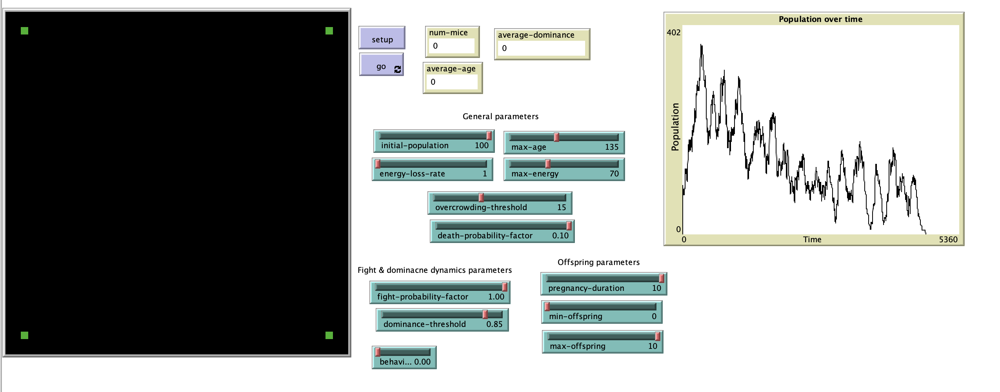 setup
go
num-mice
0
average-dominance
0
average-age
0
General parameters
initial-population 100
max-age 135
energy-loss-rate 1
max-energy 70
overcrowding-threshold 15
death-probability-factor 0.10
Fight & dominacne dynamics parameters
fight-probability-factor 1.00
dominance-threshold 0.85
behavi... 0.00
Offspring parameters
pregnancy-duration 10
min-offspring 0
max-offspring 10
Population over time
402
Population
0
0 Time 5360